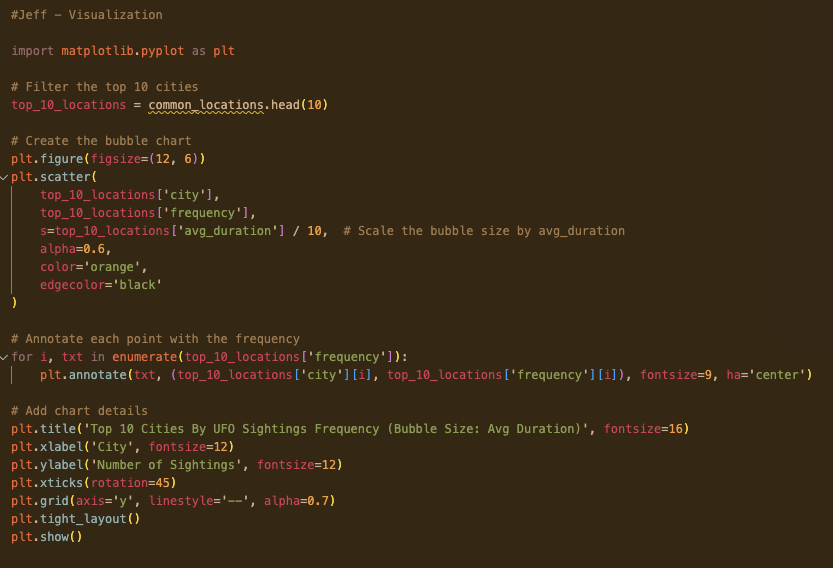 #Jeff - Visualization
import matplotlib.pyplot as plt
# Filter the top 10 cities
top_10_locations = common_locations.head(10)
# Create the bubble chart
plt.figure(figsize=(12, 6))
plt.scatter(
    top_10_locations['city'],
    top_10_locations['frequency'],
    s=top_10_locations['avg_duration'] / 10,  # Scale the bubble size by avg_duration
    alpha=0.6,
    color='orange',
    edgecolor='black'
)
# Annotate each point with the frequency
for i, txt in enumerate(top_10_locations['frequency']):
    plt.annotate(txt, (top_10_locations['city'][i], top_10_locations['frequency'][i]), fontsize=9, ha='center')
# Add chart details
plt.title('Top 10 Cities By UFO Sightings Frequency (Bubble Size: Avg Duration)', fontsize=16)
plt.xlabel('City', fontsize=12)
plt.ylabel('Number of Sightings', fontsize=12)
plt.xticks(rotation=45)
plt.grid(axis='y', linestyle='--', alpha=0.7)
plt.tight_layout()
plt.show()